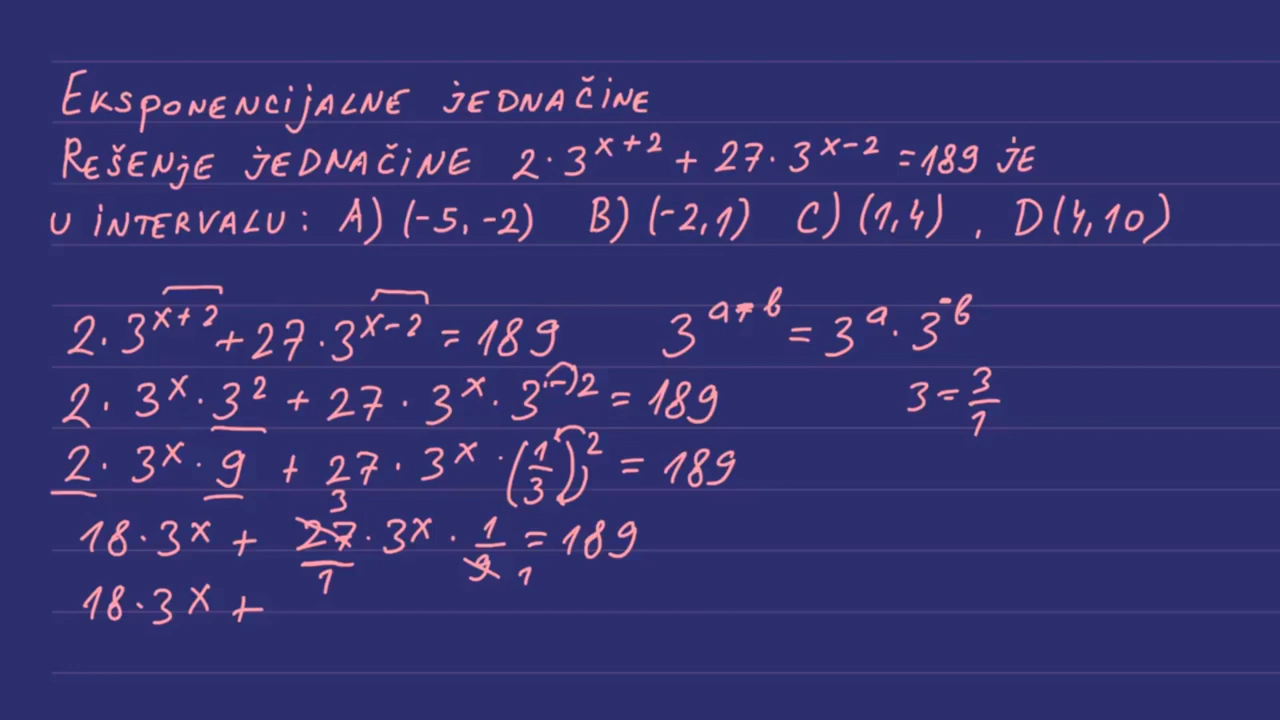 EKSPONENCIJALNE JEDNAČINE
REŠENJE JEDNAČINE 2·3^(x+2) + 27·3^(x-2) = 189 JE
U INTERVALU: A) (-5,-2) B) (-2,1) C) (1,4) , D(4,10)
2·3^(x+2) + 27·3^(x-2) = 189 3^(a-b) = 3^a · 3^(-b)
2· 3^x · 3^2 + 27 · 3^x · 3^(-2) = 189 3 = 3/1
2· 3^x · 9 + 27 · 3^x · (1/3)^2 = 189
3
18·3^x + 27/1 · 3^x · 1/9 = 189
1
18·3^x +